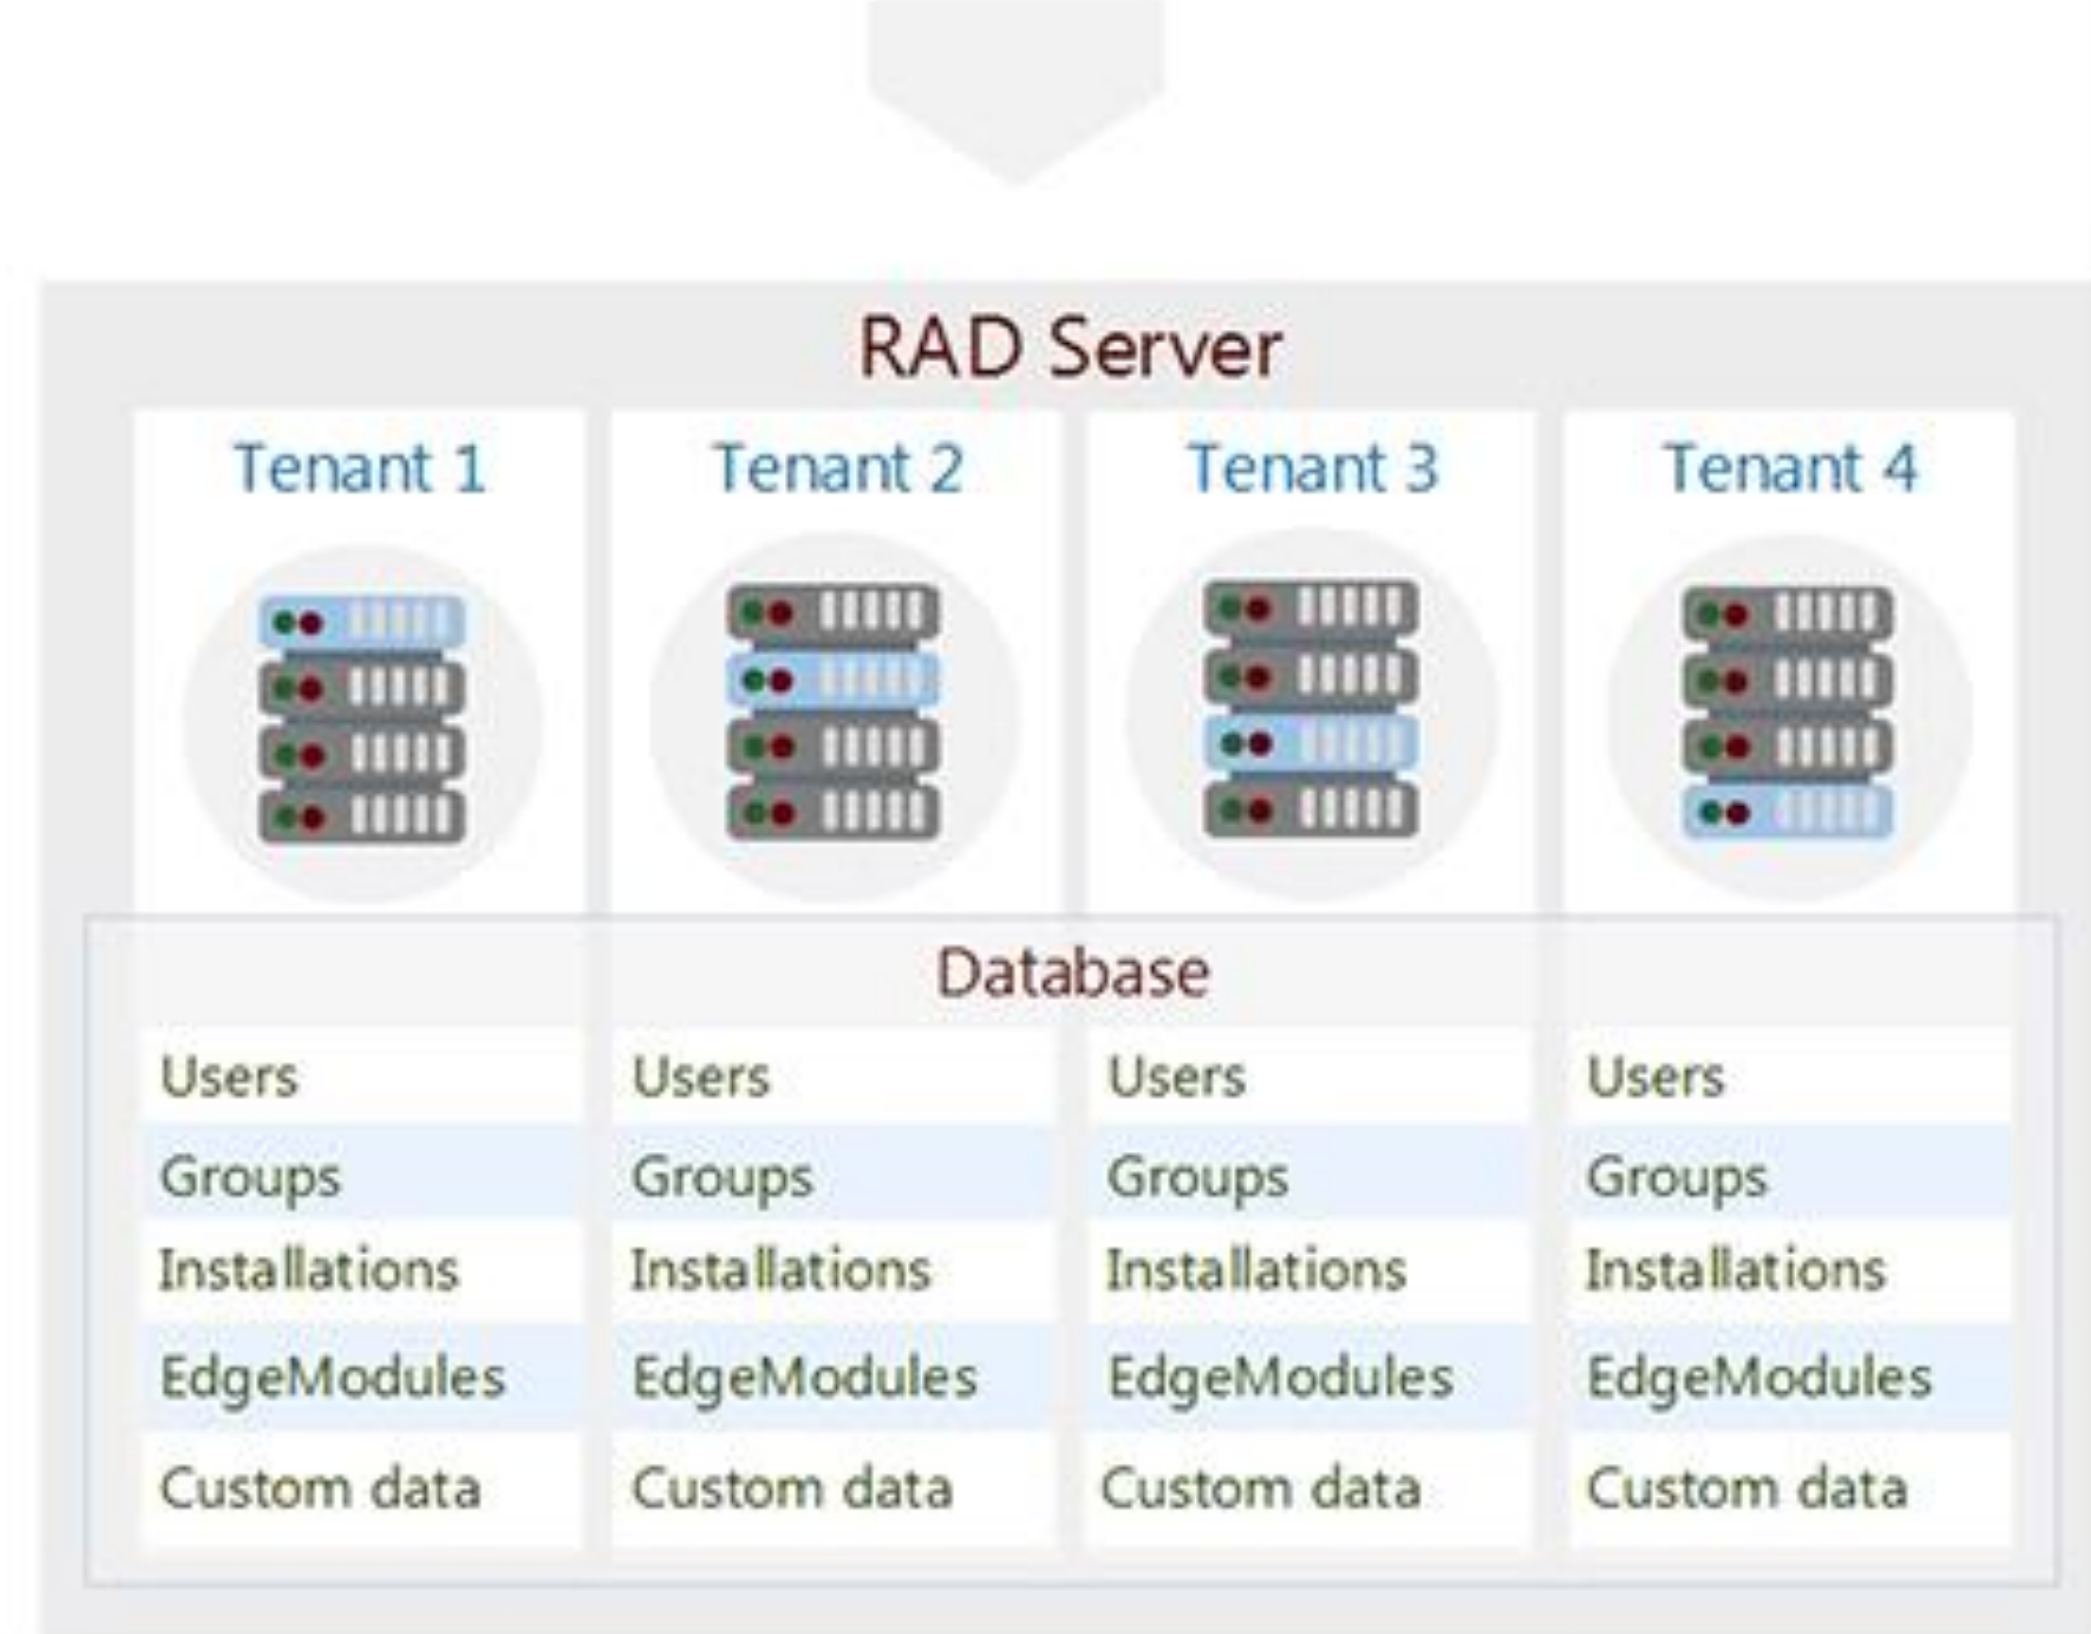 RAD Server
Tenant 1 Tenant 2 Tenant 3 Tenant 4
Database
Users Users Users Users
Groups Groups Groups Groups
Installations Installations Installations Installations
EdgeModules EdgeModules EdgeModules EdgeModules
Custom data Custom data Custom data Custom data